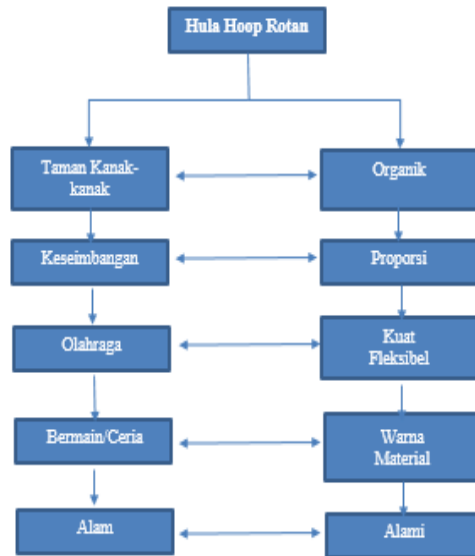 Hula Hoop Rotan
Taman Kanak-
kanak
Organik
Keseimbangan
Proporsi
Olahraga
Kuat
Fleksibel
Bermain/Ceria
Warna
Material
Alam
Alami